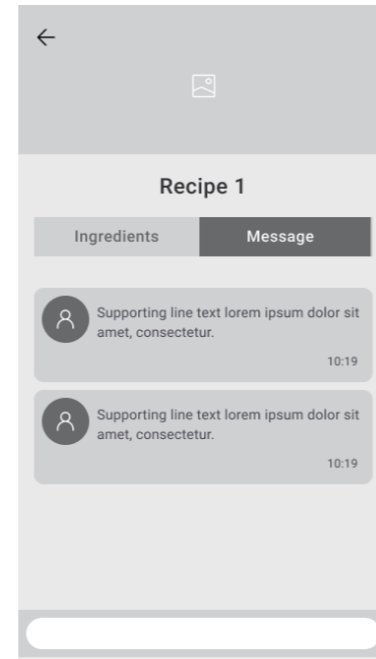 Recipe 1
Ingredients
Message
Supporting line text lorem ipsum dolor sit
amet, consectetur.
10:19
Supporting line text lorem ipsum dolor sit
amet, consectetur.
10:19